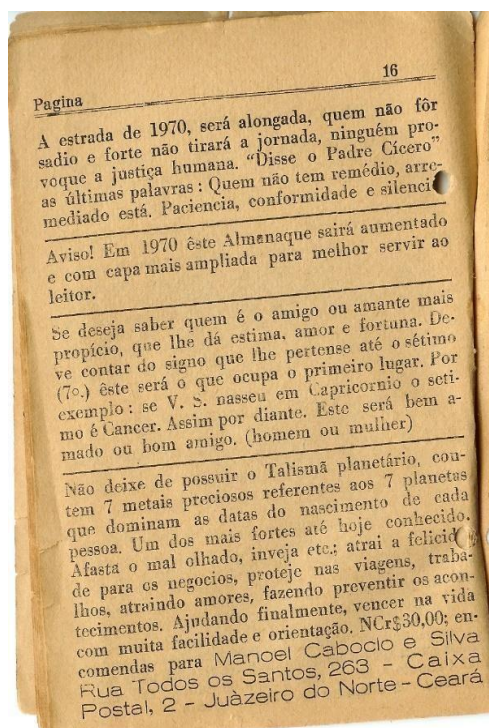 Pagina 16
A estrada de 1970, será alongada, quem não fôr
sadio e forte não tirará a jornada, ninguém pro-
voque a justiça humana. “Disse o Padre Cícero”
as últimas palavras : Quem não tem remédio, arre-
mediado está. Paciencia, conformidade e silenci
Aviso! Em 1970 êste Almanaque sairá aumentado
e com capa mais ampliada para melhor servir ao
leitor.
Se deseja saber quem é o amigo ou amante mais
propício, que lhe dá estima, amor e fortuna. De-
ve contar do signo que lhe pertense até o sétimo
(7o.) êste será o que ocupa o primeiro lugar. Por
exemplo : se V. S. nasseu em Capricornio o seti-
mo é Cancer. Assim por diante. Este será bem a-
mado ou bom amigo. (homem ou mulher)
Não deixe de possuir o Talismã planetário, con-
tem 7 metais preciosos referentes aos 7 planetas
que dominam as datas do nascimento de cada
pessoa. Um dos mais fortes até hoje conhecido.
Afasta o mal olhado, inveja etc.; atrai a felicid
de para os negocios, proteje nas viagens, traba-
lhos, atraindo amores, fazendo preventir os acon-
tecimentos. Ajudando finalmente, vencer na vida
com muita facilidade e orientação. NCr$30,00; en-
comendas para Manoel Caboclo e Silva
Rua Todos os Santos, 263 - Caixa
Postal, 2 - Juàzeiro do Norte - Ceará